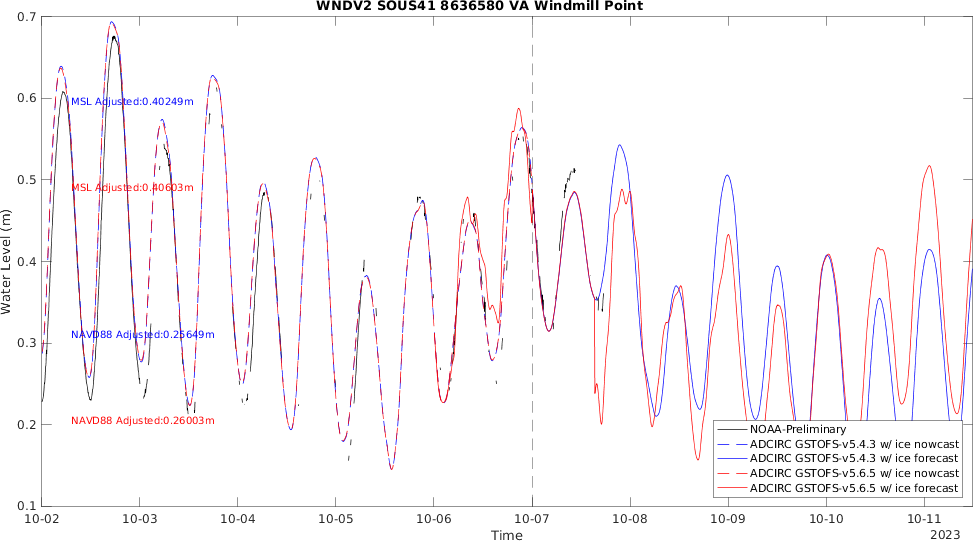 WNDV2 SOUS41 8636580 VA Windmill Point
0.7
0.6
0.5
0.4
0.3
0.2
0.1
Water Level (m)
MSL Adjusted:0.40249m
MSL Adjusted:0.40603m
NAVD88 Adjusted:0.25649m
NAVD88 Adjusted:0.26003m
NOAA-Preliminary
ADCIRC GSTOFS-v5.4.3 w/ ice nowcast
ADCIRC GSTOFS-v5.4.3 w/ ice forecast
ADCIRC GSTOFS-v5.6.5 w/ ice nowcast
ADCIRC GSTOFS-v5.6.5 w/ ice forecast
10-02 10-03 10-04 10-05 10-06 10-07 10-08 10-09 10-10 10-11
Time
2023